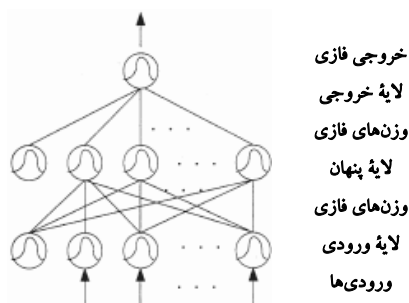 خروجی فازی
لایهٔ خروجی
وزن‌های فازی
لایهٔ پنهان
وزن‌های فازی
لایهٔ ورودی
ورودی‌ها